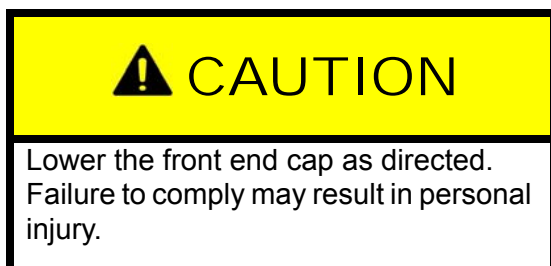 CAUTION
Lower the front end cap as directed.
Failure to comply may result in personal
injury.